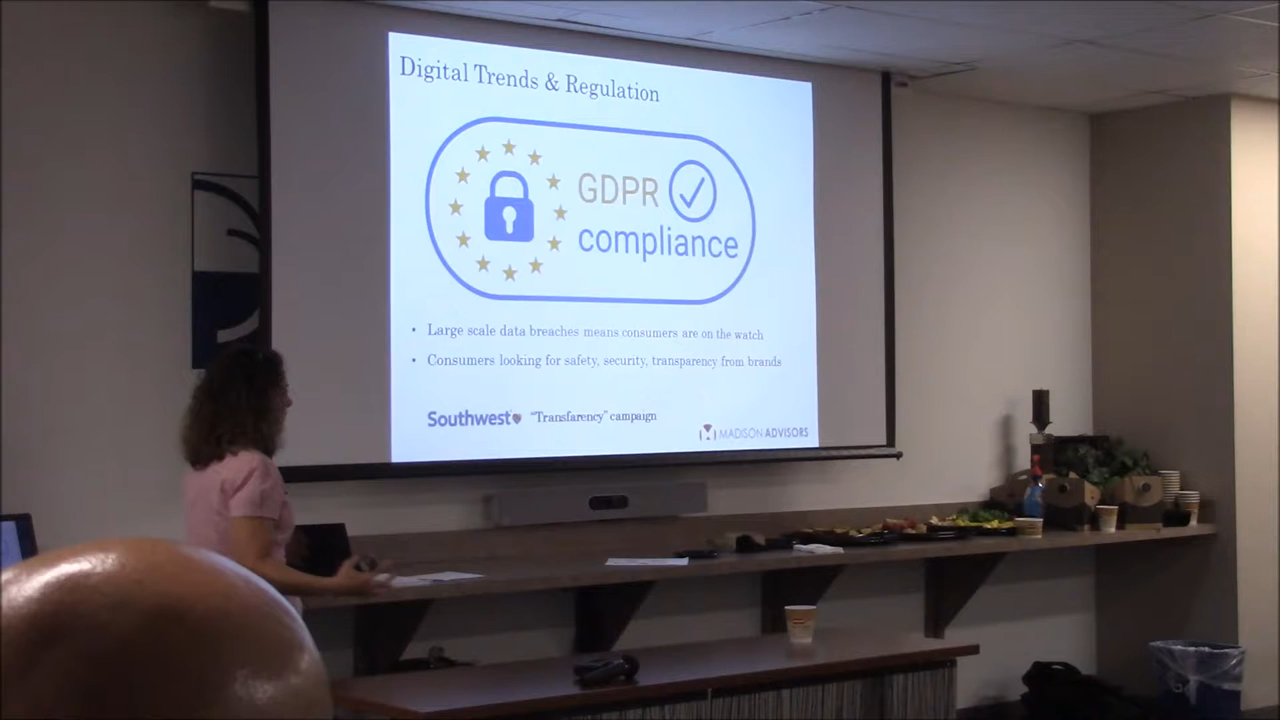 Digital Trends & Regulation
GDPR
compliance
• Large scale data breaches means consumers are on the watch
• Consumers looking for safety, security, transparency from brands
Southwest "Transfarency" campaign
MADISON ADVISORS